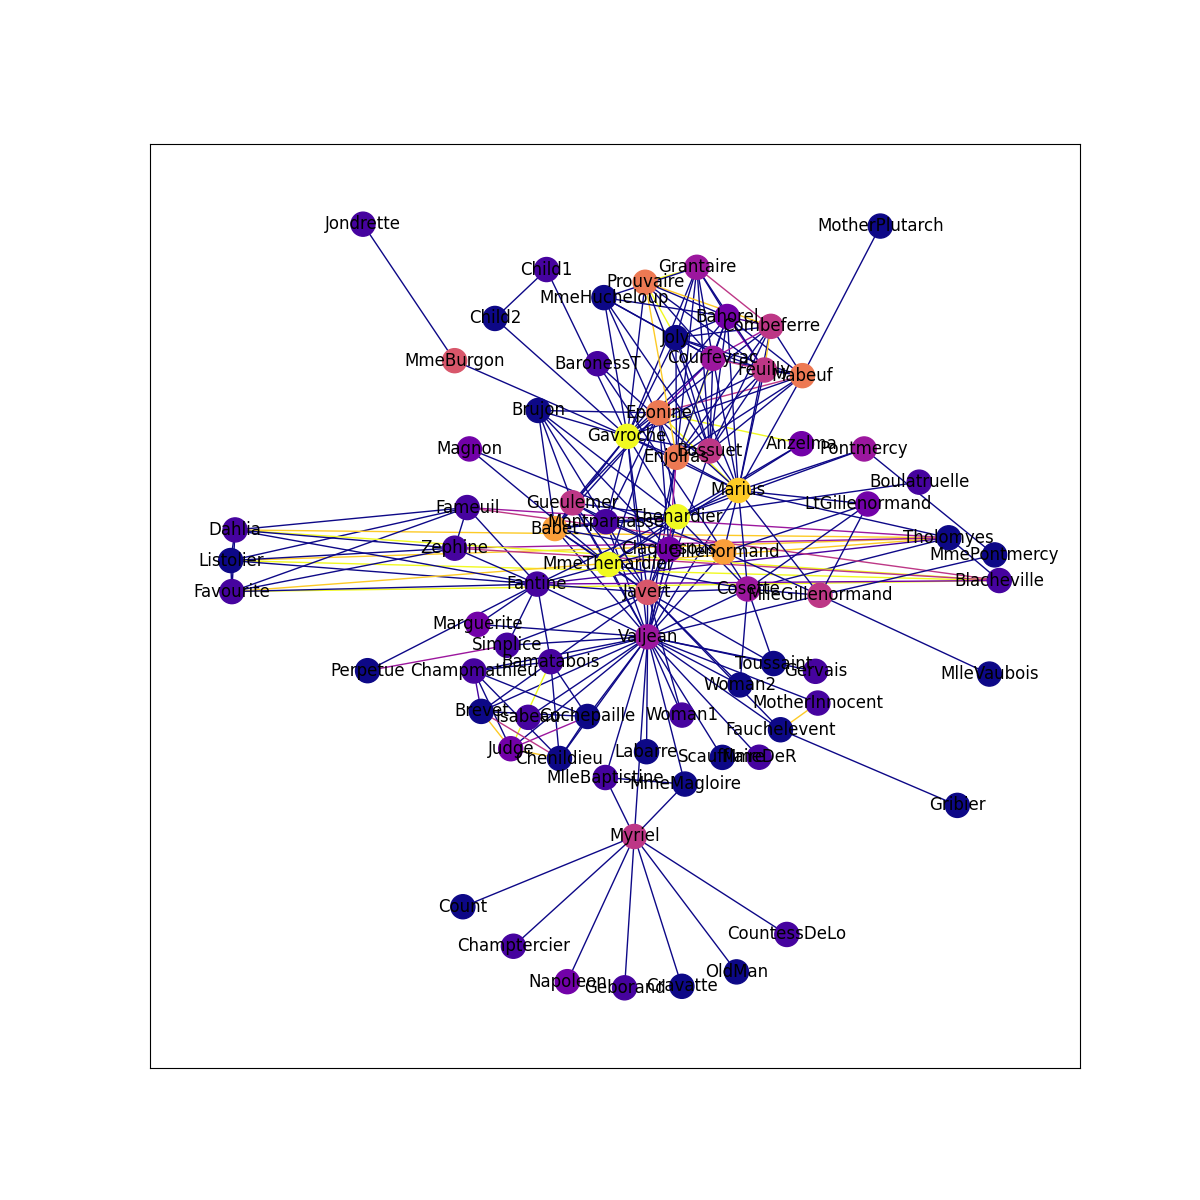 Jondrette
MotherPlutarch
Grantaire
Child1
Prouvaire
MmeHucheloup
Child2
Bahorel
Combeferre
Joly
MmeBurgon
BaronessT
Courfeyrac
Feuilly
Mabeuf
Brujon
Eponine
Gavroche
Magnon
Anzelma
Pontmercy
Bossuet
Enjolras
Boulatruelle
Marius
Gueulemer
LtGillenormand
Fameuil
Thenardier
Montparnasse
Dahlia
Babet
Tholomyes
Zephine
Claquesous
Gillenormand
MmePontmercy
Listolier
MmeThenardier
Blacheville
Fantine
Favourite
Javert
Cosette
MlleGillenormand
Marguerite
Valjean
Simplice
Bamatabois
Toussaint
Perpetue
Champmathieu
Gervais
MlleVaubois
Woman2
MotherInnocent
Brevet
Isabeau
Cochepaille
Woman1
Fauchelevent
Judge
Labarre
Chenildieu
Scaufflaire
MmeDeR
MlleBaptistine
MmeMagloire
Gribier
Myriel
Count
CountessDeLo
Champtercier
OldMan
Napoleon
Geborand
Cravatte